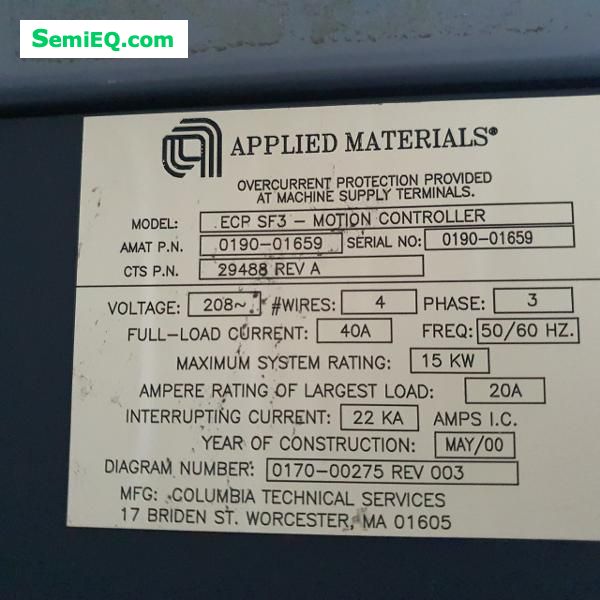 SemiEQ.com
APPLIED MATERIALS®
OVERCURRENT PROTECTION PROVIDED
AT MACHINE SUPPLY TERMINALS.
MODEL: ECP SF3 - MOTION CONTROLLER
AMAT P.N. 0190-01659 SERIAL NO: 0190-01659
CTS P.N. 29488 REV A
VOLTAGE: 208~ #WIRES: 4 PHASE: 3
FULL-LOAD CURRENT: 40A FREQ: 50/60 HZ.
MAXIMUM SYSTEM RATING: 15 KW
AMPERE RATING OF LARGEST LOAD: 20A
INTERRUPTING CURRENT: 22 KA AMPS I.C.
YEAR OF CONSTRUCTION: MAY/00
DIAGRAM NUMBER: 0170-00275 REV 003
MFG: COLUMBIA TECHNICAL SERVICES
17 BRIDEN ST. WORCESTER, MA 01605